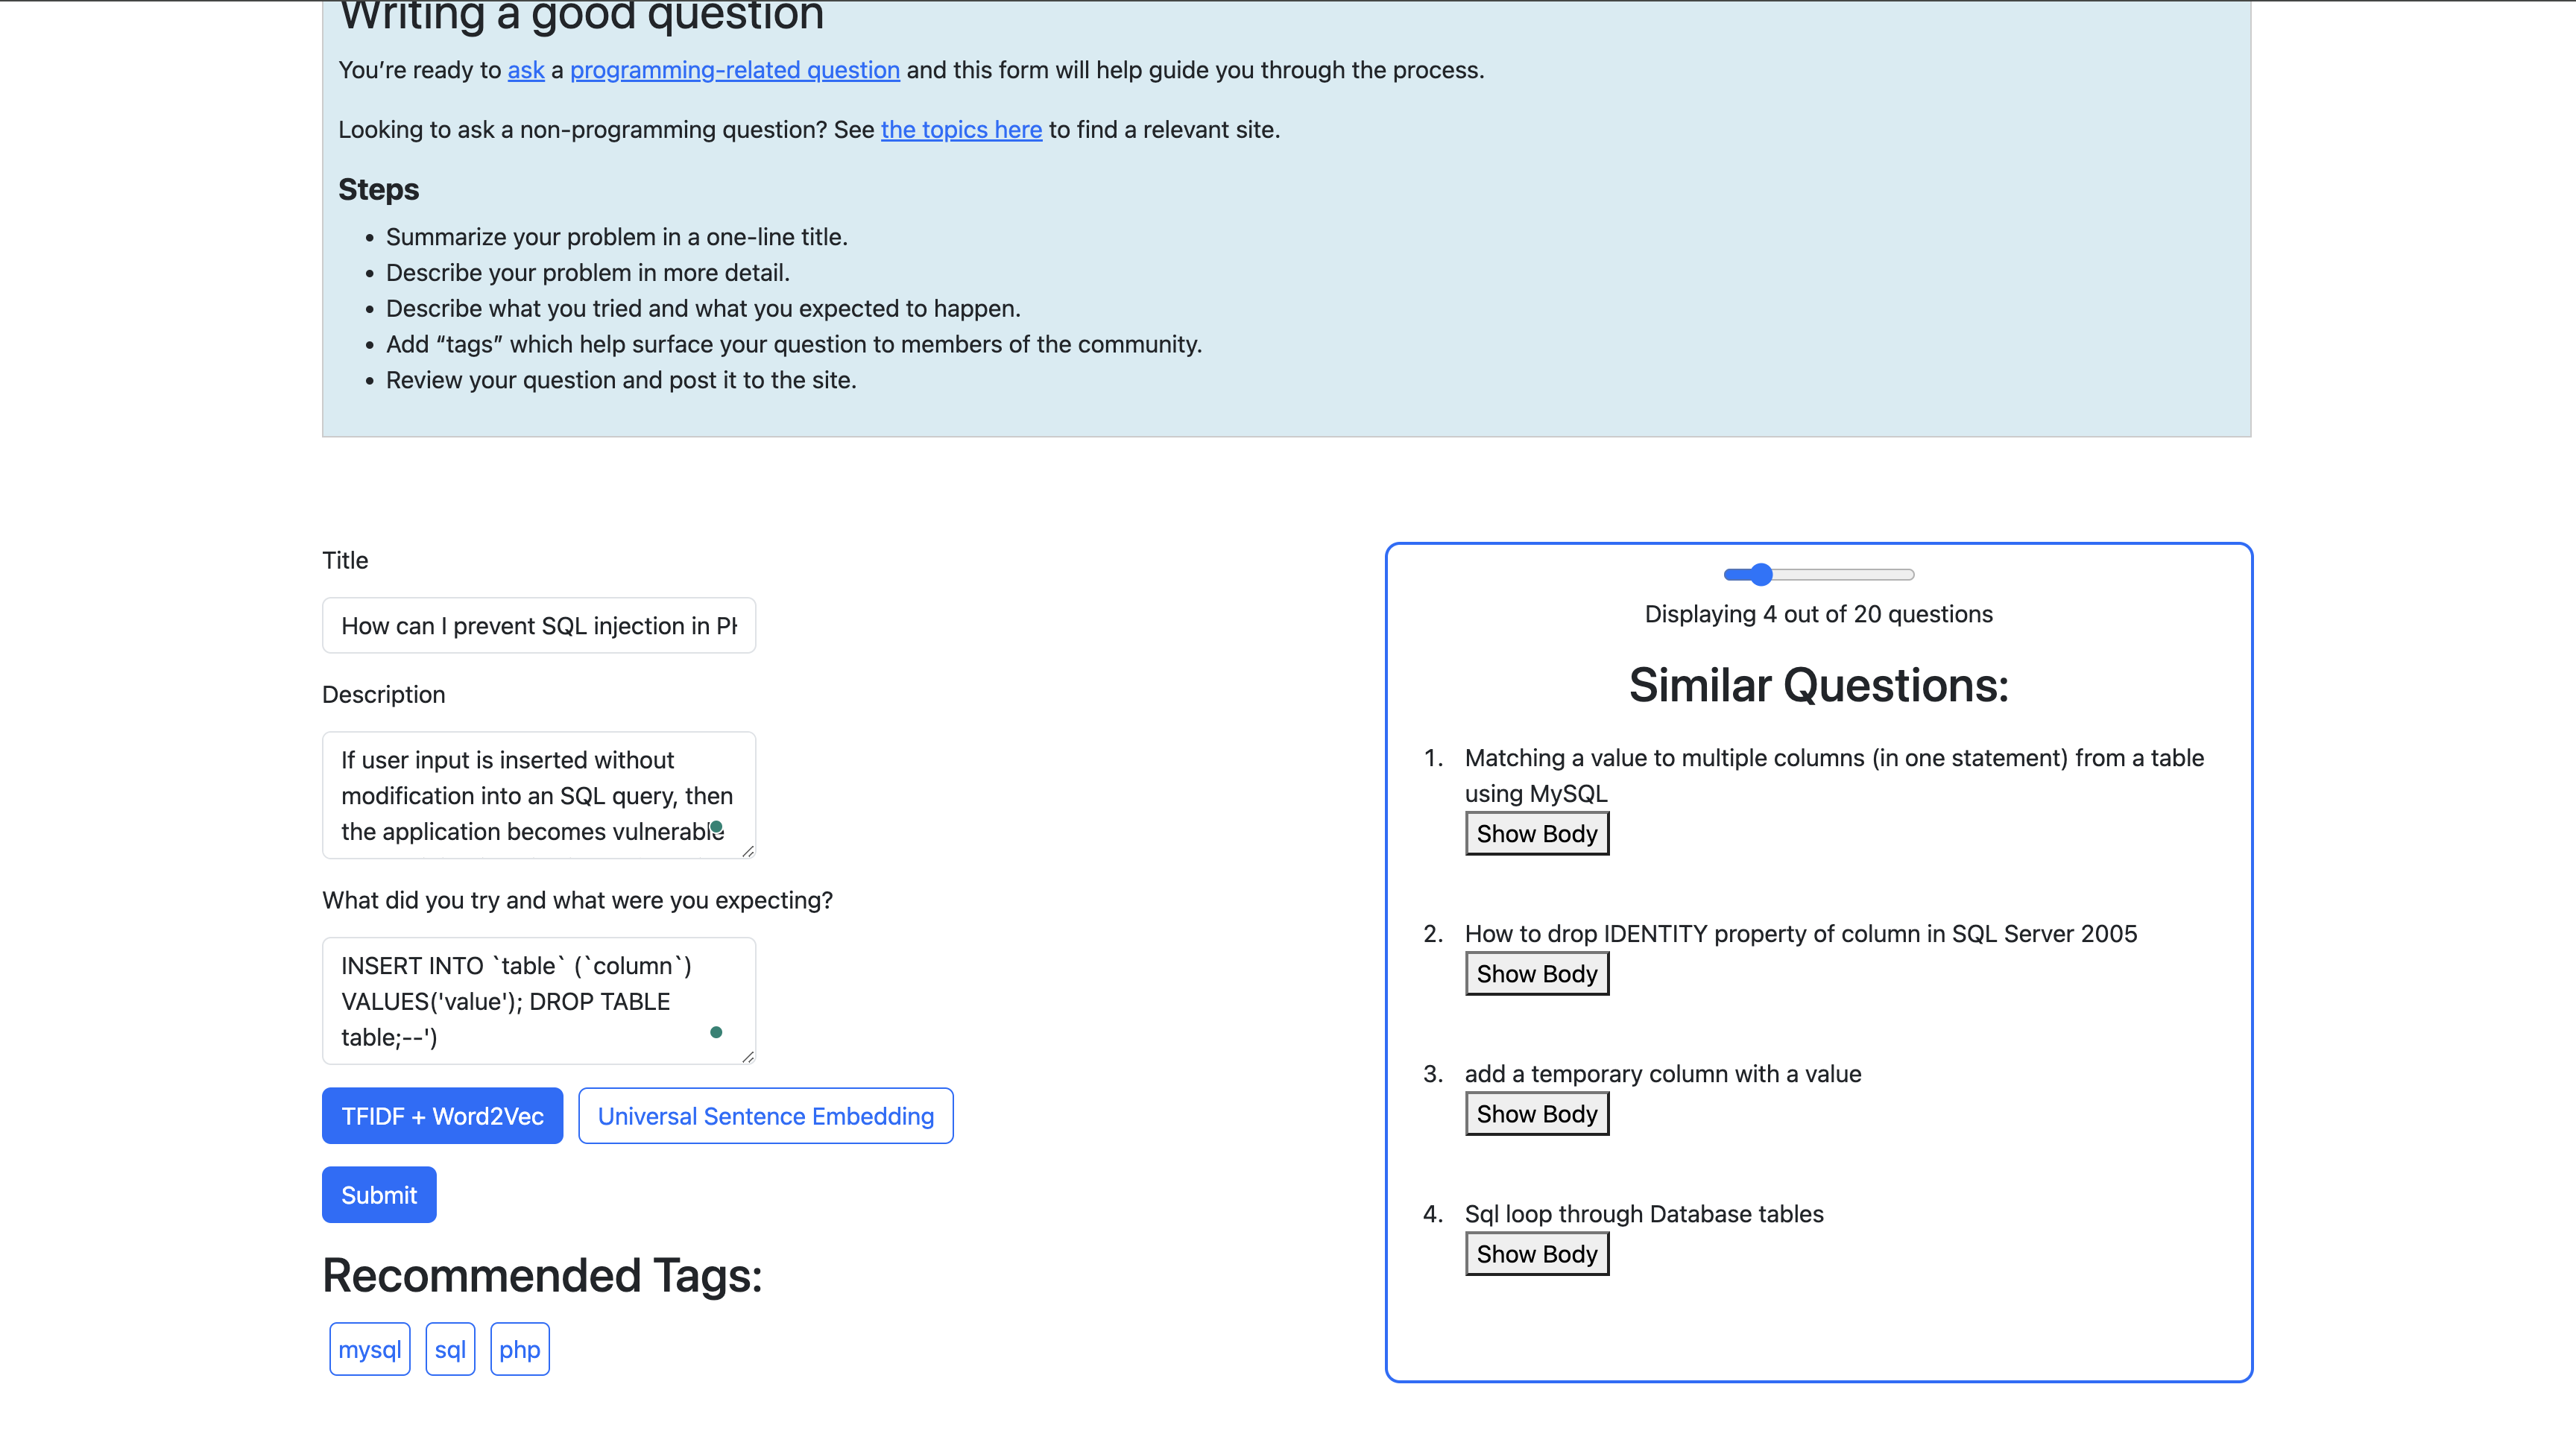 Writing a good question
You’re ready to ask a programming-related question and this form will help guide you through the process.
Looking to ask a non-programming question? See the topics here to find a relevant site.
Steps
• Summarize your problem in a one-line title.
• Describe your problem in more detail.
• Describe what you tried and what you expected to happen.
• Add “tags” which help surface your question to members of the community.
• Review your question and post it to the site.
Title
How can I prevent SQL injection in
Description
If user input is inserted without
modification into an SQL query, then
the application becomes vulnerable
What did you try and what were you expecting?
INSERT INTO `table` (`column`)
VALUES('value'); DROP TABLE
table;--')
TFIDF + Word2Vec
Universal Sentence Embedding
Submit
Recommended Tags:
mysql
sql
php
Displaying 4 out of 20 questions
Similar Questions:
1. Matching a value to multiple columns (in one statement) from a table
using MySQL
Show Body
2. How to drop IDENTITY property of column in SQL Server 2005
Show Body
3. add a temporary column with a value
Show Body
4. Sql loop through Database tables
Show Body